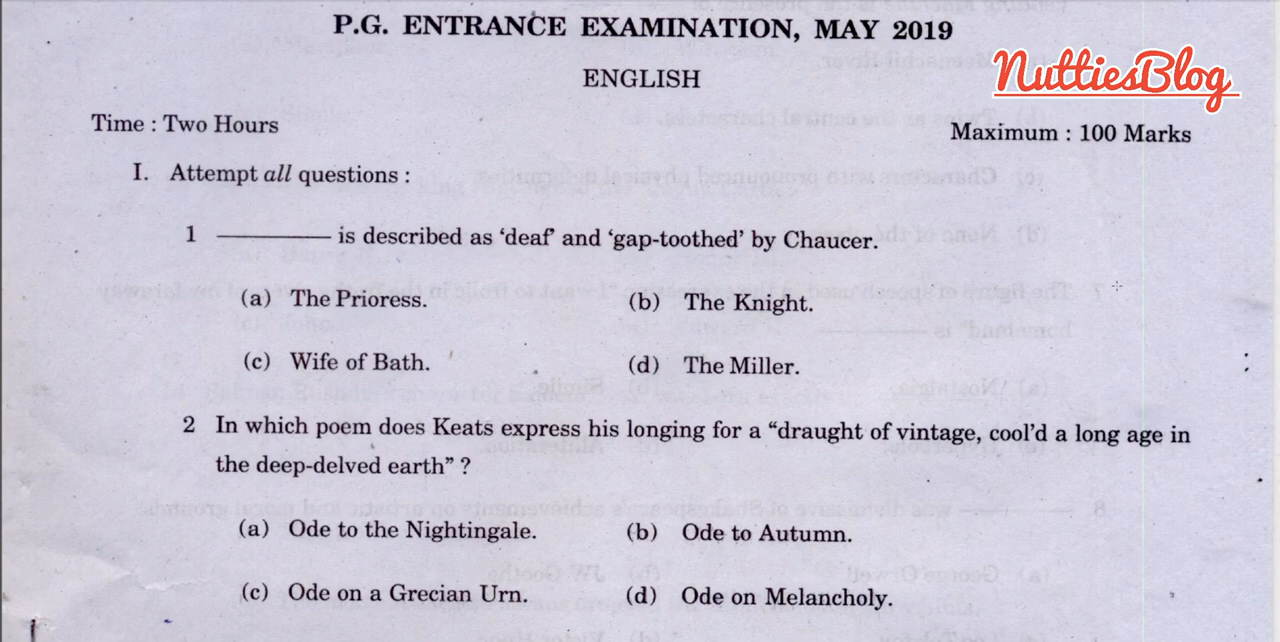 P.G. ENTRANCE EXAMINATION, MAY 2019
ENGLISH
NuttiesBlog
Time : Two Hours
Maximum : 100 Marks
I. Attempt all questions :
1 ———— is described as ‘deaf’ and ‘gap-toothed’ by Chaucer.
(a) The Prioress.
(b) The Knight.
(c) Wife of Bath.
(d) The Miller.
2 In which poem does Keats express his longing for a “draught of vintage, cool’d a long age in
the deep-delved earth” ?
(a) Ode to the Nightingale.
(b) Ode to Autumn.
(c) Ode on a Grecian Urn.
(d) Ode on Melancholy.